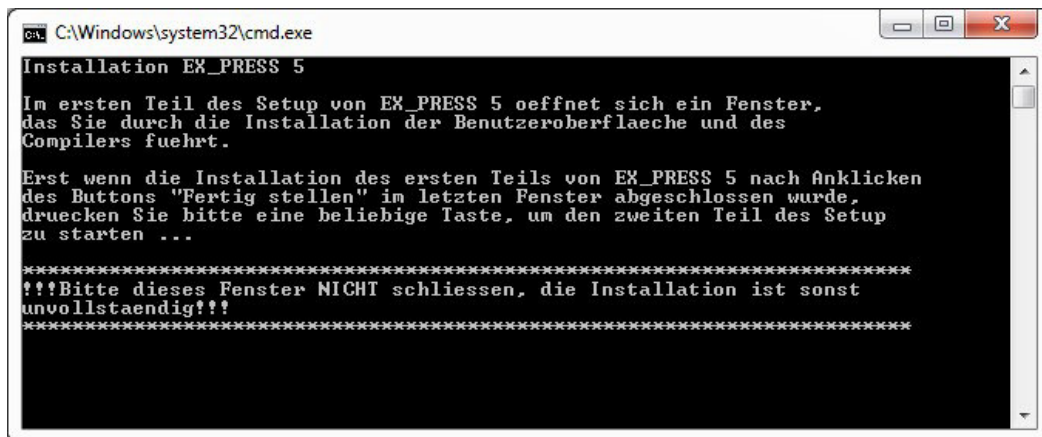 C:\Windows\system32\cmd.exe
Installation EX_PRESS 5
Im ersten Teil des Setup von EX_PRESS 5 oeffnet sich ein Fenster,
das Sie durch die Installation der Benutzeroberflaeche und des
Compilers fuehrt.
Erst wenn die Installation des ersten Teils von EX_PRESS 5 nach Anklicken
des Buttons "Fertig stellen" im letzten Fenster abgeschlossen wurde,
druecken Sie bitte eine beliebige Taste, um den zweiten Teil des Setup
zu starten ...
************************************************************************
!!!Bitte dieses Fenster NICHT schliessen, die Installation ist sonst
unvollstaendig!!!
************************************************************************